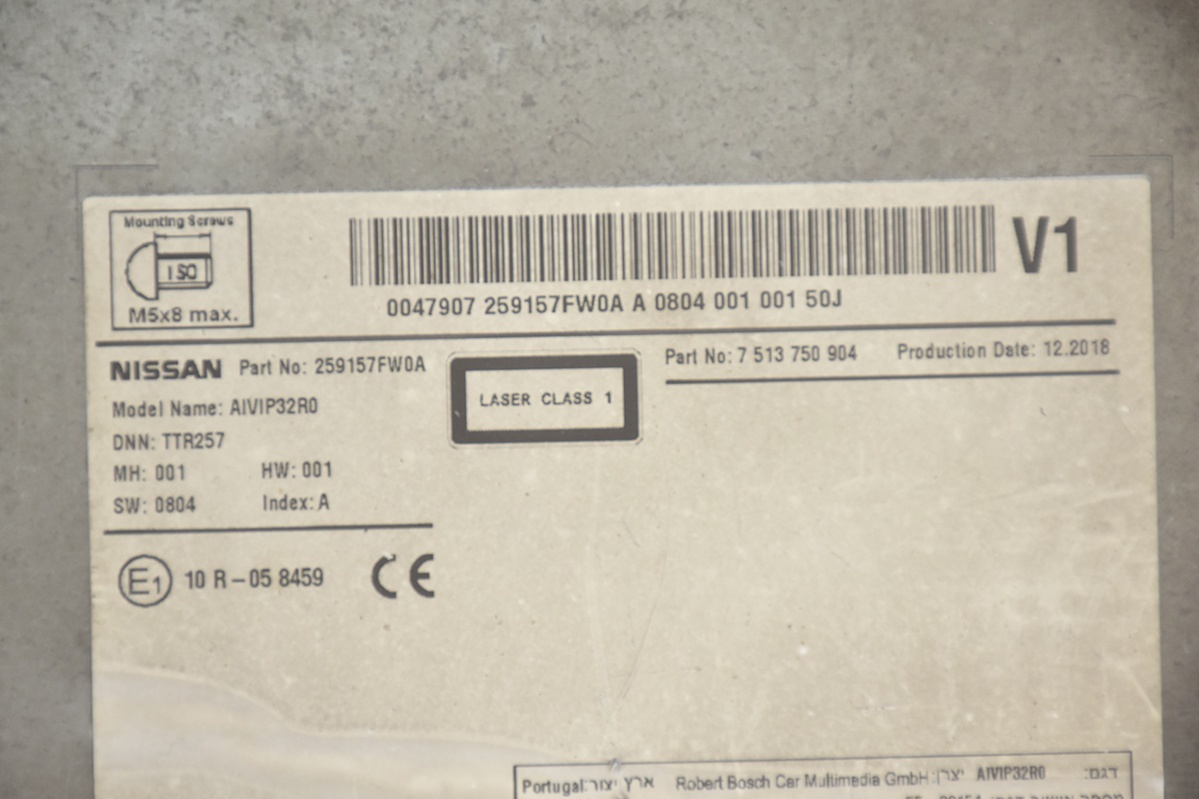 Mounting Screws
ISO
M5x8 max.
V1
0047907 259157FW0A A 0804 001 001 50J
NISSAN Part No: 259157FW0A
Model Name: AIVIP32R0
DNN: TTR257
MH: 001 HW: 001
SW: 0804 Index: A
LASER CLASS 1
Part No: 7 513 750 904 Production Date: 12.2018
E1 10 R-05 8459 CE
Portugal: ארץ יצור Robert Bosch Car Multimedia GmbH: יצרן AIVIP32R0 דגם: